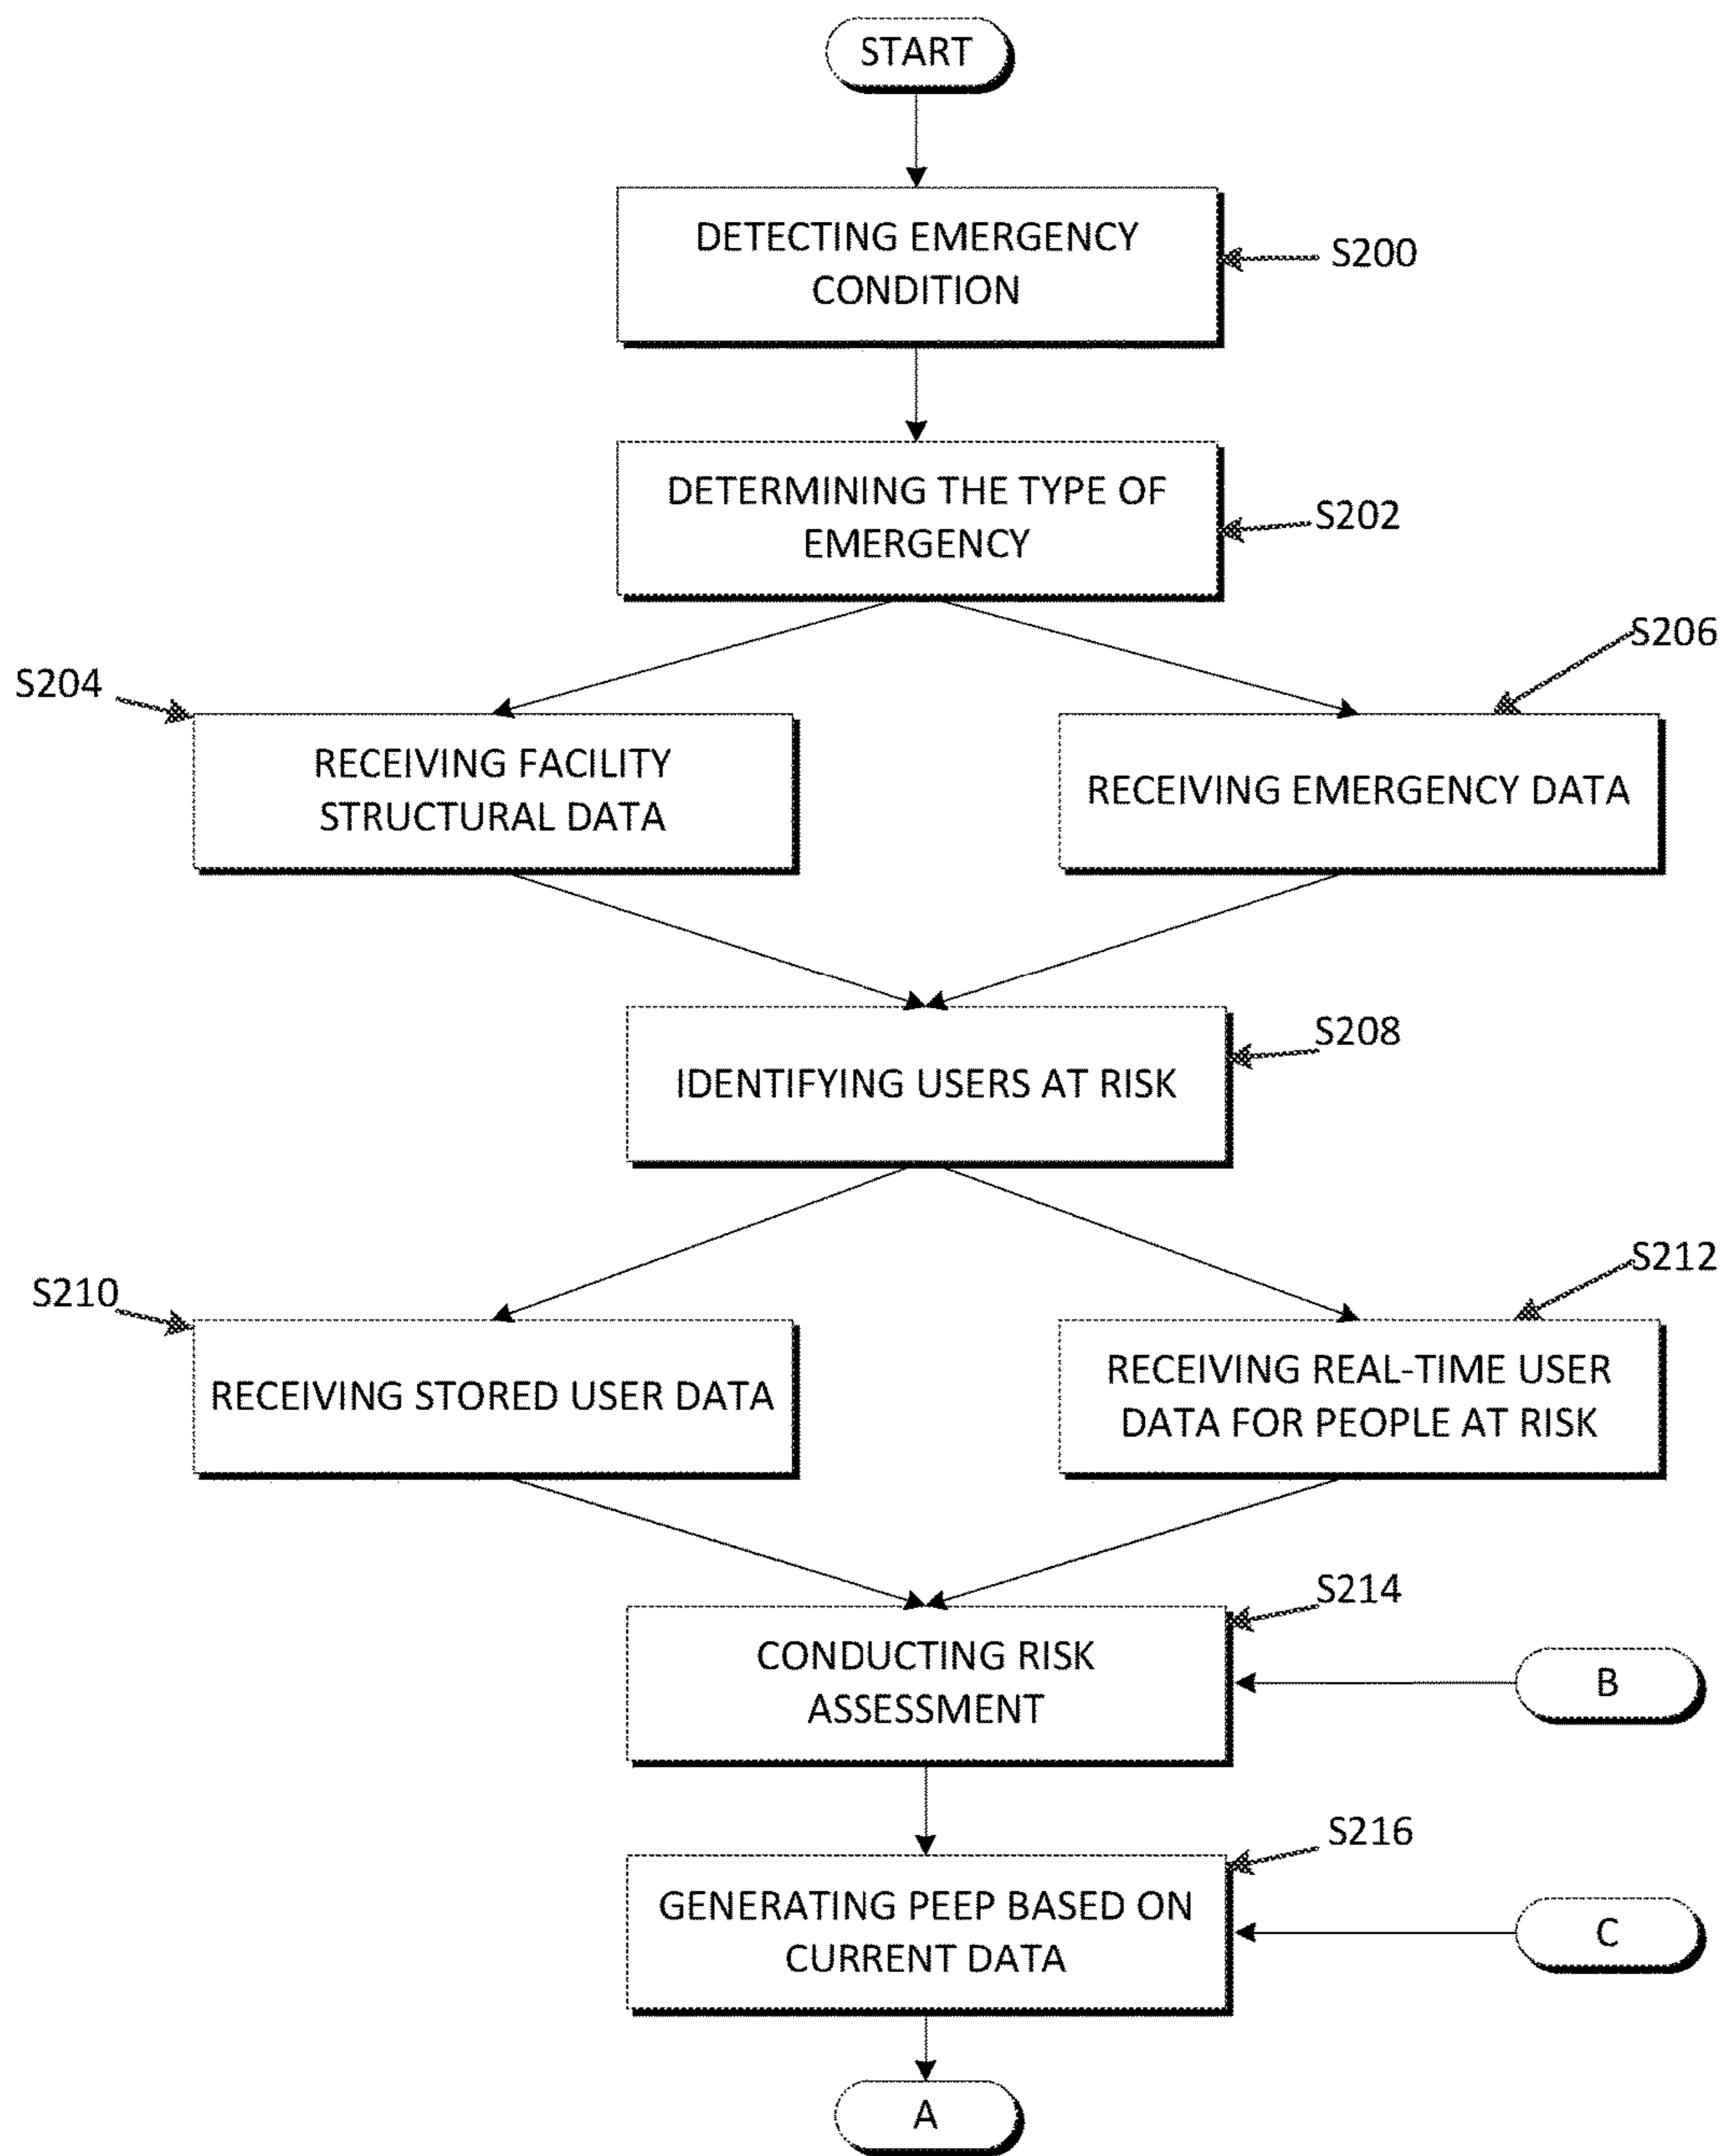 START
DETECTING EMERGENCY
CONDITION
S200
DETERMINING THE TYPE OF
EMERGENCY
S202
S204
RECEIVING FACILITY
STRUCTURAL DATA
S206
RECEIVING EMERGENCY DATA
IDENTIFYING USERS AT RISK
S208
S210
RECEIVING STORED USER DATA
S212
RECEIVING REAL-TIME USER
DATA FOR PEOPLE AT RISK
S214
CONDUCTING RISK
ASSESSMENT
B
S216
GENERATING PEEP BASED ON
CURRENT DATA
C
A